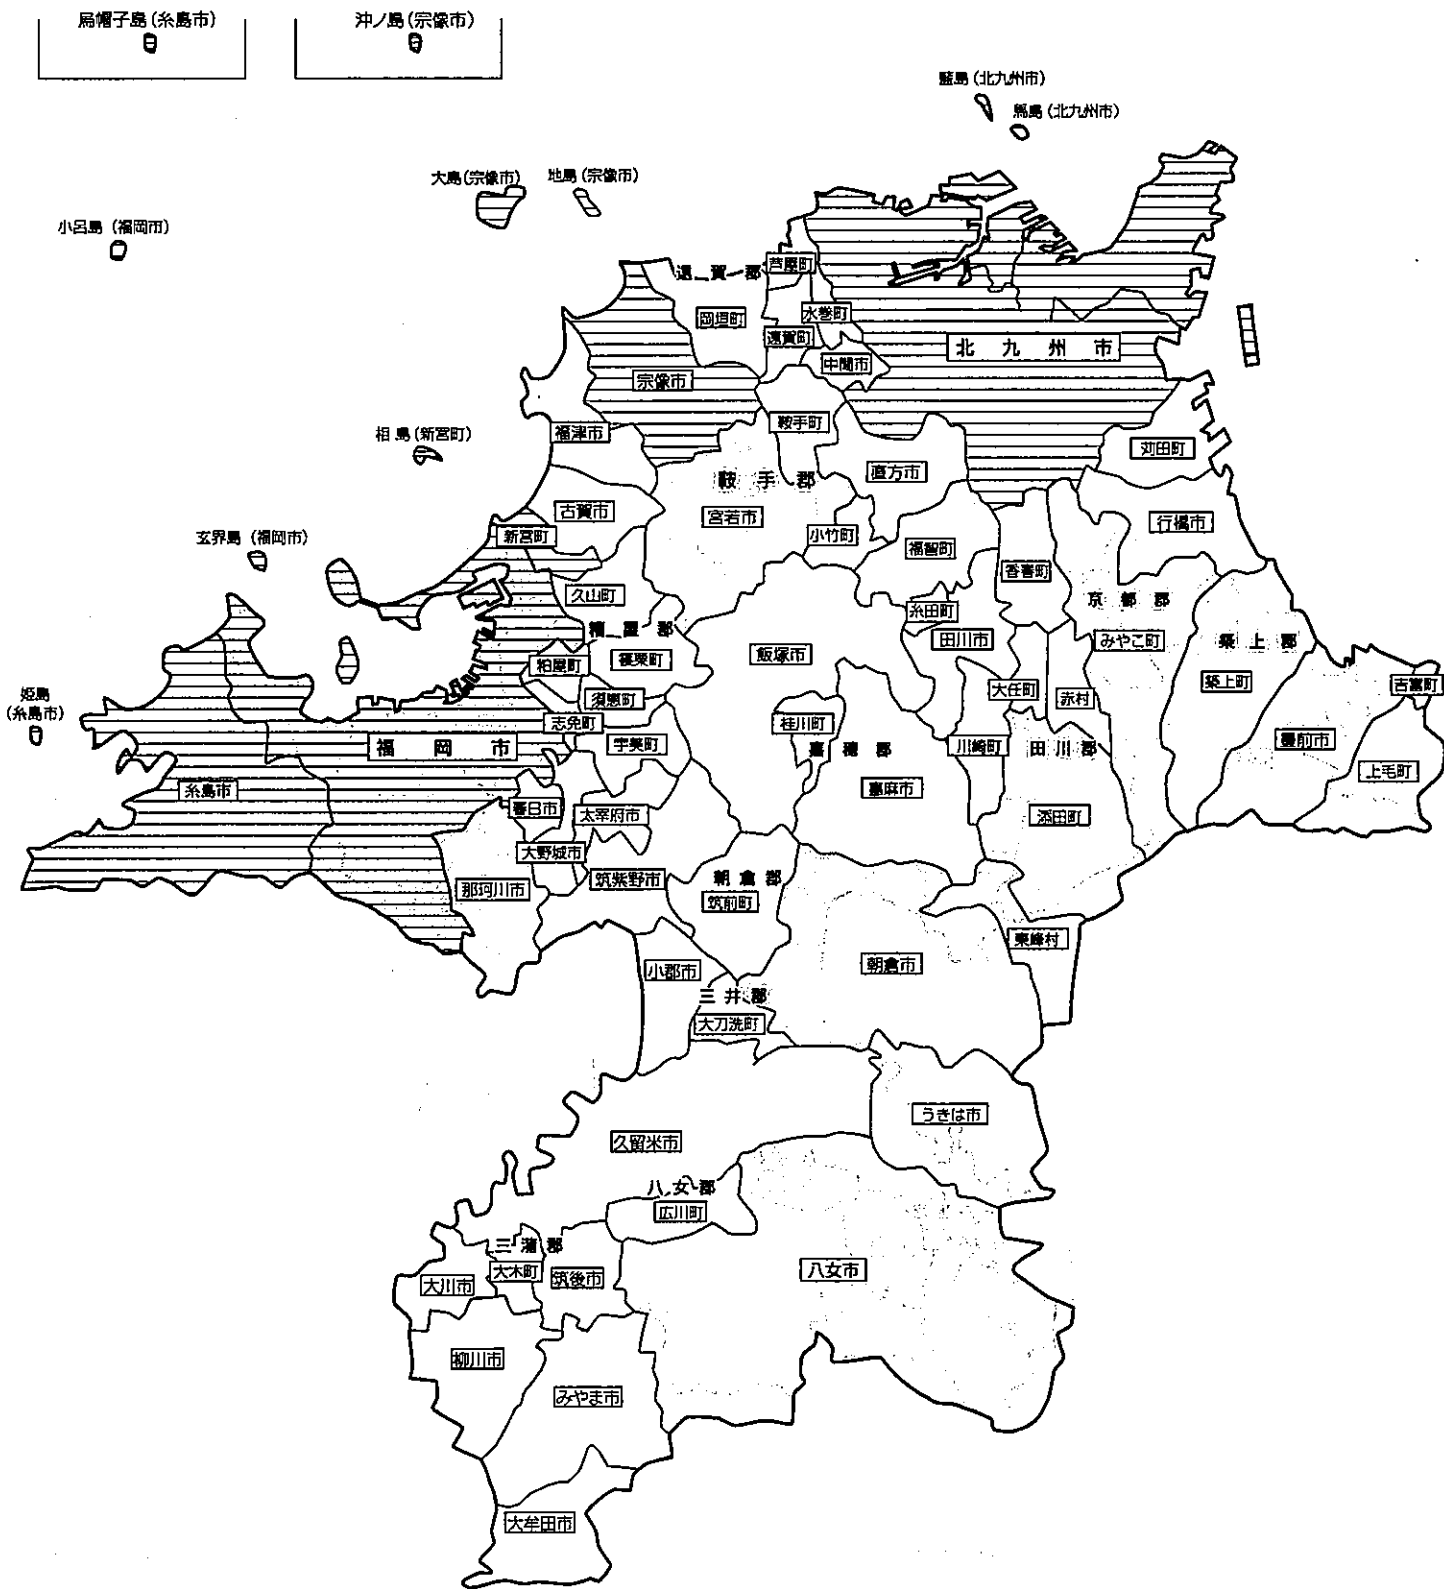 烏帽子島(糸島市)
沖ノ島(宗像市)
藍島(北九州市)
馬島(北九州市)
大島(宗像市)
地島(宗像市)
小呂島(福岡市)
遠賀郡
芦屋町
岡垣町
水巻町
遠賀町
北九州市
中間市
宗像市
鞍手町
福津市
相島(新宮町)
苅田町
直方市
鞍手郡
古賀市
宮若市
行橋市
新宮町
小竹町
玄界島(福岡市)
福智町
香春町
久山町
京都郡
糸田町
粕屋郡
田川市
みやこ町
築上郡
飯塚市
篠栗町
粕屋町
築上町
吉富町
大任町
赤村
須恵町
姫島
(糸島市)
志免町
桂川町
福岡市
宇美町
嘉穂郡
川崎町
田川郡
豊前市
上毛町
糸島市
嘉麻市
春日市
太宰府市
添田町
大野城市
朝倉郡
筑紫野市
那珂川市
筑前町
東峰村
朝倉市
小郡市
三井郡
大刀洗町
うきは市
久留米市
八女郡
広川町
三潴郡
大木町
八女市
筑後市
大川市
柳川市
みやま市
大牟田市